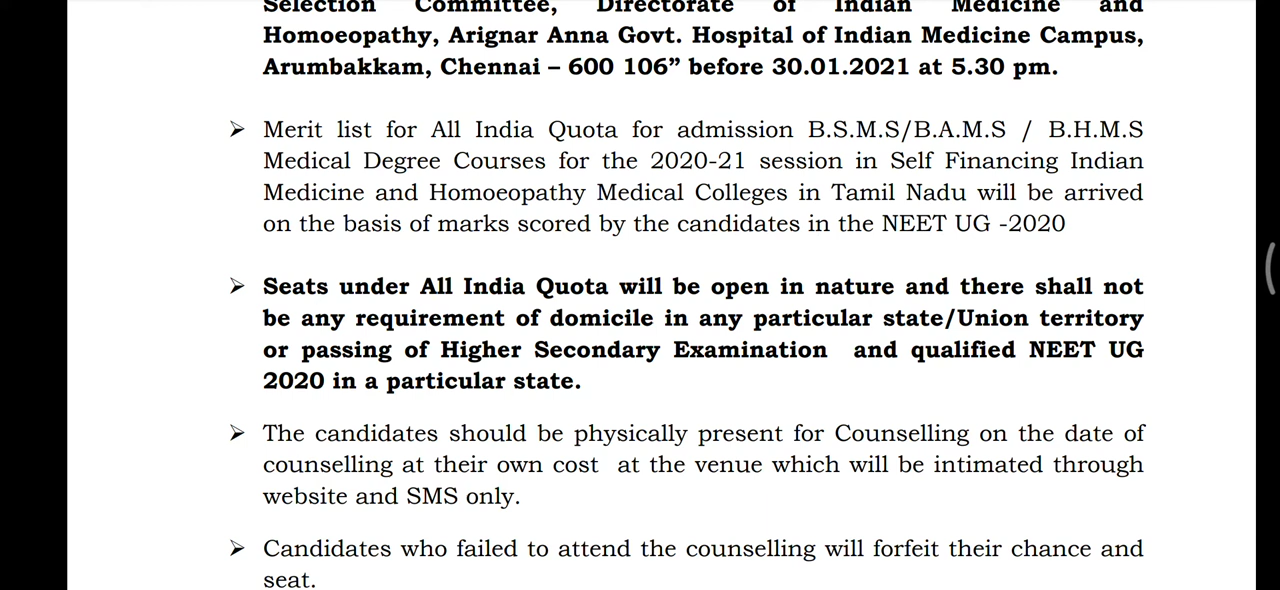 Selection Committee, Directorate of Indian Medicine and
Homoeopathy, Arignar Anna Govt. Hospital of Indian Medicine Campus,
Arumbakkam, Chennai – 600 106” before 30.01.2021 at 5.30 pm.
➢ Merit list for All India Quota for admission B.S.M.S/B.A.M.S / B.H.M.S
Medical Degree Courses for the 2020-21 session in Self Financing Indian
Medicine and Homoeopathy Medical Colleges in Tamil Nadu will be arrived
on the basis of marks scored by the candidates in the NEET UG -2020
➢ Seats under All India Quota will be open in nature and there shall not
be any requirement of domicile in any particular state/Union territory
or passing of Higher Secondary Examination and qualified NEET UG
2020 in a particular state.
➢ The candidates should be physically present for Counselling on the date of
counselling at their own cost at the venue which will be intimated through
website and SMS only.
➢ Candidates who failed to attend the counselling will forfeit their chance and
seat.